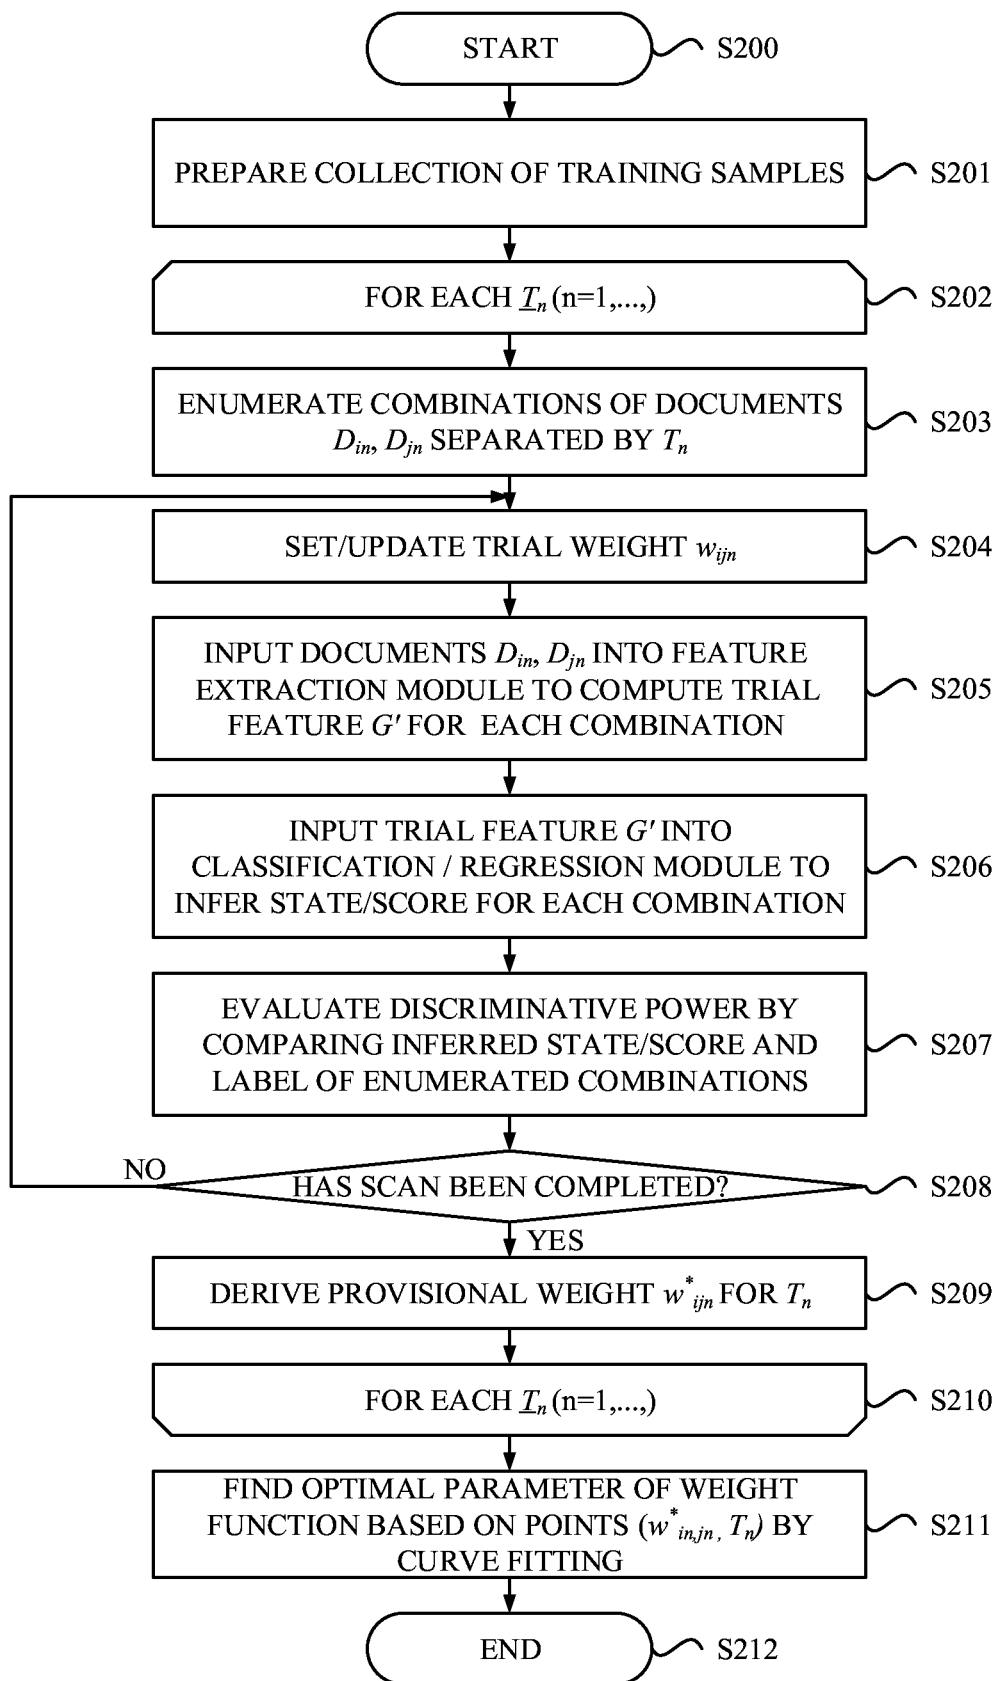 START S200
PREPARE COLLECTION OF TRAINING SAMPLES S201
FOR EACH T_n (n=1,...,) S202
ENUMERATE COMBINATIONS OF DOCUMENTS
D_in, D_jn SEPARATED BY T_n S203
SET/UPDATE TRIAL WEIGHT w_ijn S204
INPUT DOCUMENTS D_in, D_jn INTO FEATURE
EXTRACTION MODULE TO COMPUTE TRIAL S205
FEATURE G' FOR EACH COMBINATION
INPUT TRIAL FEATURE G' INTO
CLASSIFICATION / REGRESSION MODULE TO S206
INFER STATE/SCORE FOR EACH COMBINATION
EVALUATE DISCRIMINATIVE POWER BY
COMPARING INFERRED STATE/SCORE AND S207
LABEL OF ENUMERATED COMBINATIONS
NO
HAS SCAN BEEN COMPLETED? S208
YES
DERIVE PROVISIONAL WEIGHT w*_ijn FOR T_n S209
FOR EACH T_n (n=1,...,) S210
FIND OPTIMAL PARAMETER OF WEIGHT
FUNCTION BASED ON POINTS (w*_in,jn , T_n) BY S211
CURVE FITTING
END S212